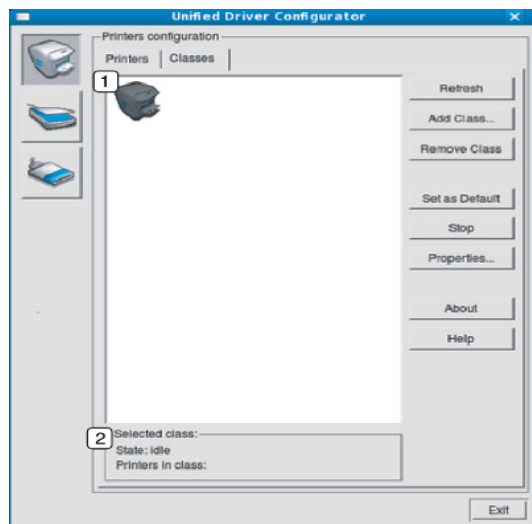 Unified Driver Configurator
Printers configuration
Printers
Classes
1
Refresh
Add Class...
Remove Class
Set as Default
Stop
Properties...
About
Help
2
Selected class:
State: idle
Printers in class:
Exit